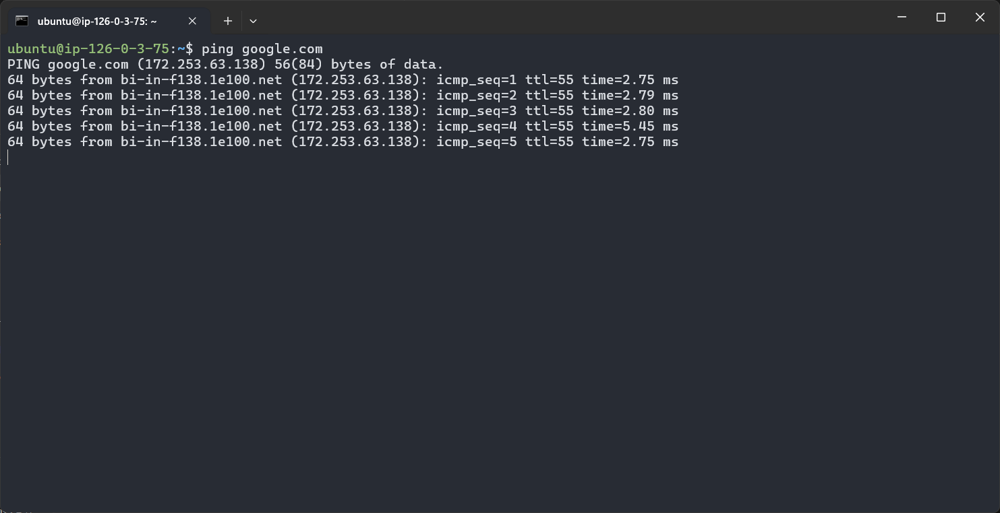 ubuntu@ip-126-0-3-75: ~
ubuntu@ip-126-0-3-75:~$ ping google.com
PING google.com (172.253.63.138) 56(84) bytes of data.
64 bytes from bi-in-f138.1e100.net (172.253.63.138): icmp_seq=1 ttl=55 time=2.75 ms
64 bytes from bi-in-f138.1e100.net (172.253.63.138): icmp_seq=2 ttl=55 time=2.79 ms
64 bytes from bi-in-f138.1e100.net (172.253.63.138): icmp_seq=3 ttl=55 time=2.80 ms
64 bytes from bi-in-f138.1e100.net (172.253.63.138): icmp_seq=4 ttl=55 time=5.45 ms
64 bytes from bi-in-f138.1e100.net (172.253.63.138): icmp_seq=5 ttl=55 time=2.75 ms